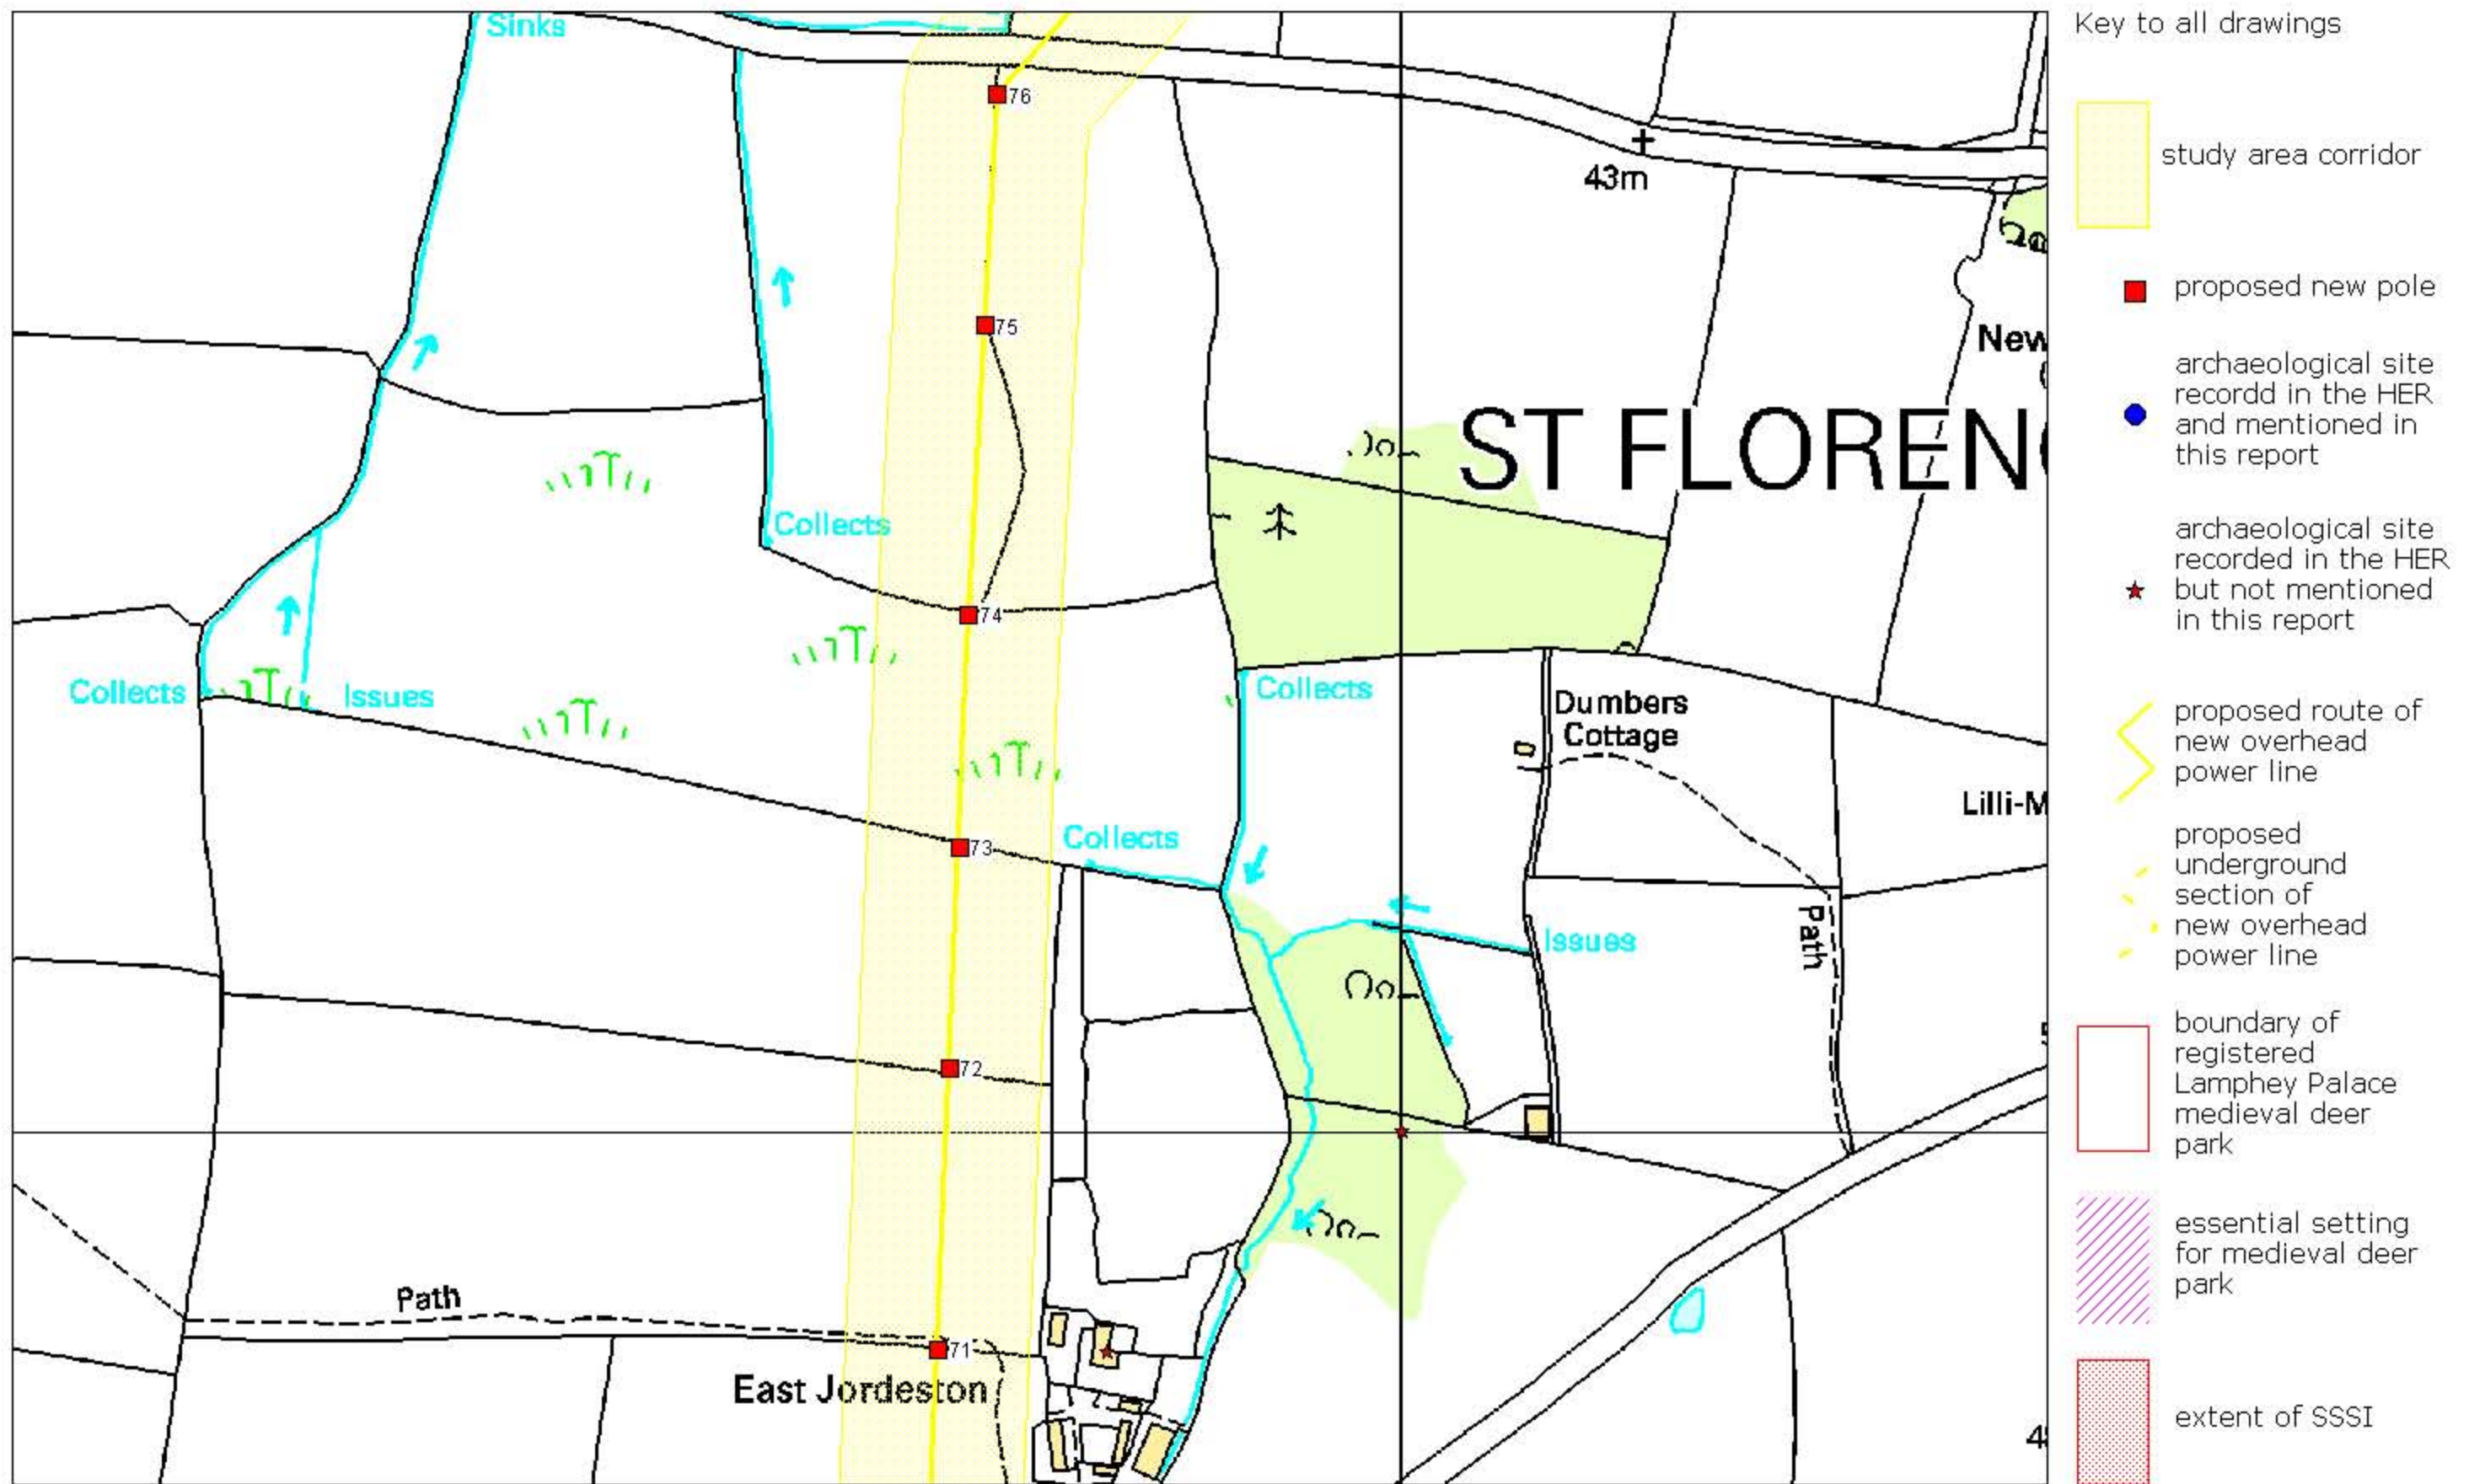 Sinks
76
43m
75
New
ST FLOREN
Collects
74
Collects
Issues
Collects
Dumbers
Cottage
Lilli-M
73
Collects
Path
Issues
72
Path
71
East Jordeston
Key to all drawings
study area corridor
proposed new pole
archaeological site
recordd in the HER
and mentioned in
this report
archaeological site
recorded in the HER
but not mentioned
in this report
proposed route of
new overhead
power line
proposed
underground
section of
new overhead
power line
boundary of
registered
Lamphey Palace
medieval deer
park
essential setting
for medieval deer
park
extent of SSSI